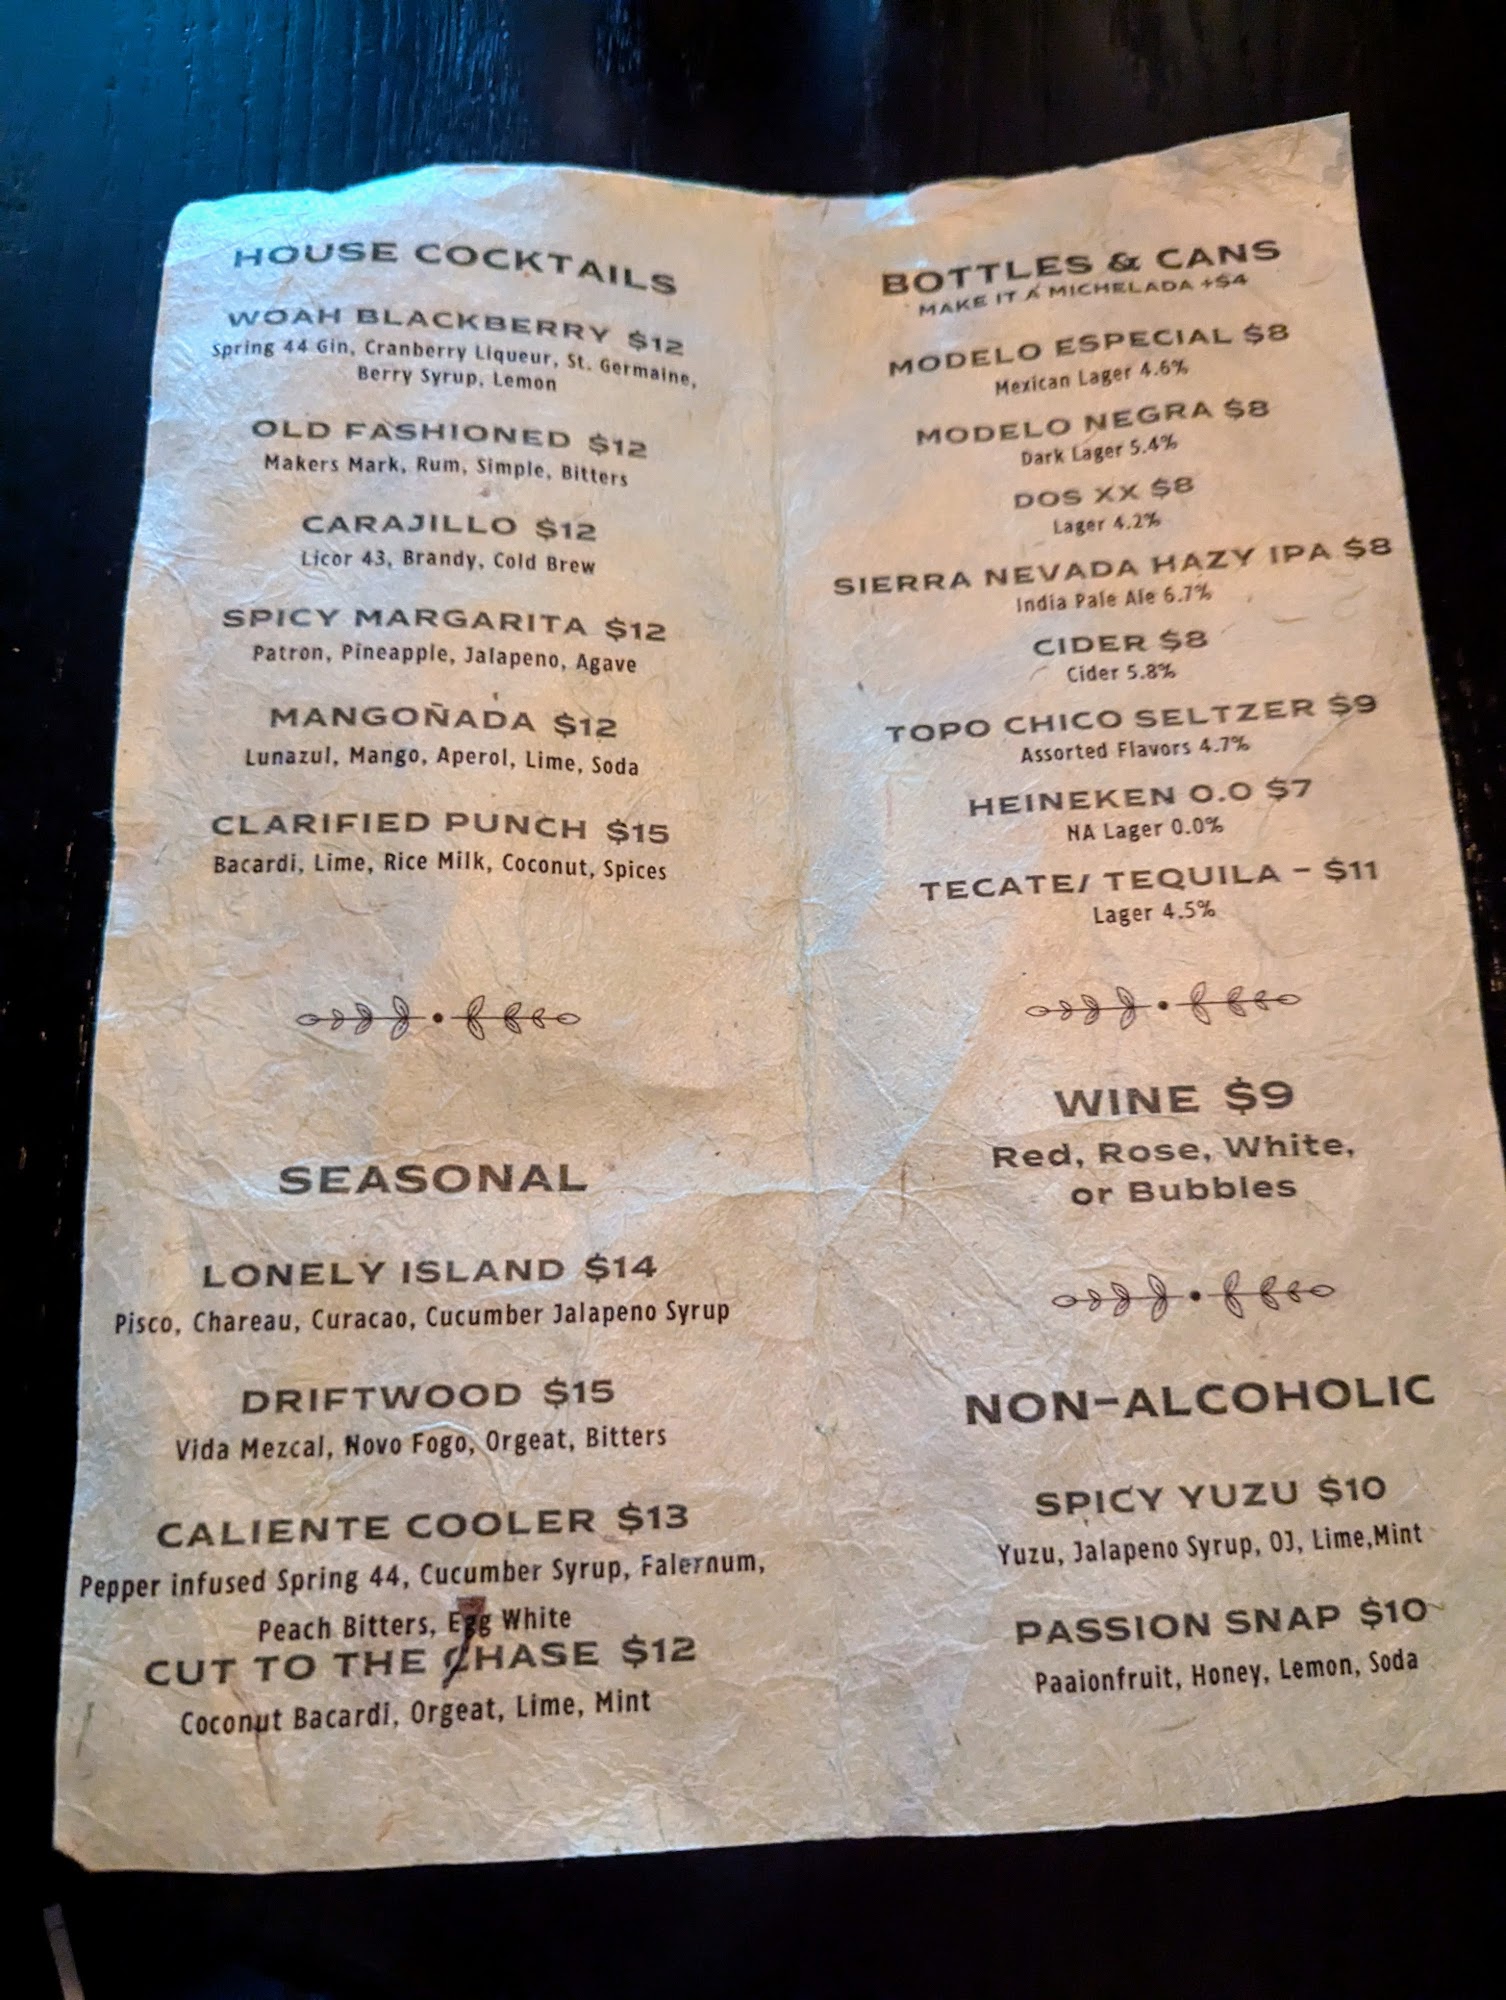 HOUSE COCKTAILS
WOAH BLACKBERRY $12
Spring 44 Gin, Cranberry Liqueur, St. Germaine,
Berry Syrup, Lemon
OLD FASHIONED $12
Makers Mark, Rum, Simple, Bitters
CARAJILLO $12
Licor 43, Brandy, Cold Brew
SPICY MARGARITA $12
Patron, Pineapple, Jalapeno, Agave
MANGOÑADA $12
Lunazul, Mango, Aperol, Lime, Soda
CLARIFIED PUNCH $15
Bacardi, Lime, Rice Milk, Coconut, Spices
SEASONAL
LONELY ISLAND $14
Pisco, Chareau, Curacao, Cucumber Jalapeno Syrup
DRIFTWOOD $15
Vida Mezcal, Novo Fogo, Orgeat, Bitters
CALIENTE COOLER $13
Pepper infused Spring 44, Cucumber Syrup, Falernum,
Peach Bitters, Egg White
CUT TO THE CHASE $12
Coconut Bacardi, Orgeat, Lime, Mint
BOTTLES & CANS
MAKE IT A MICHELADA +$4
MODELO ESPECIAL $8
Mexican Lager 4.6%
MODELO NEGRA $8
Dark Lager 5.4%
DOS XX $8
Lager 4.2%
SIERRA NEVADA HAZY IPA $8
India Pale Ale 6.7%
CIDER $8
Cider 5.8%
TOPO CHICO SELTZER $9
Assorted Flavors 4.7%
HEINEKEN 0.0 $7
NA Lager 0.0%
TECATE/ TEQUILA - $11
Lager 4.5%
WINE $9
Red, Rose, White,
or Bubbles
NON-ALCOHOLIC
SPICY YUZU $10
Yuzu, Jalapeno Syrup, OJ, Lime,Mint
PASSION SNAP $10
Paaionfruit, Honey, Lemon, Soda